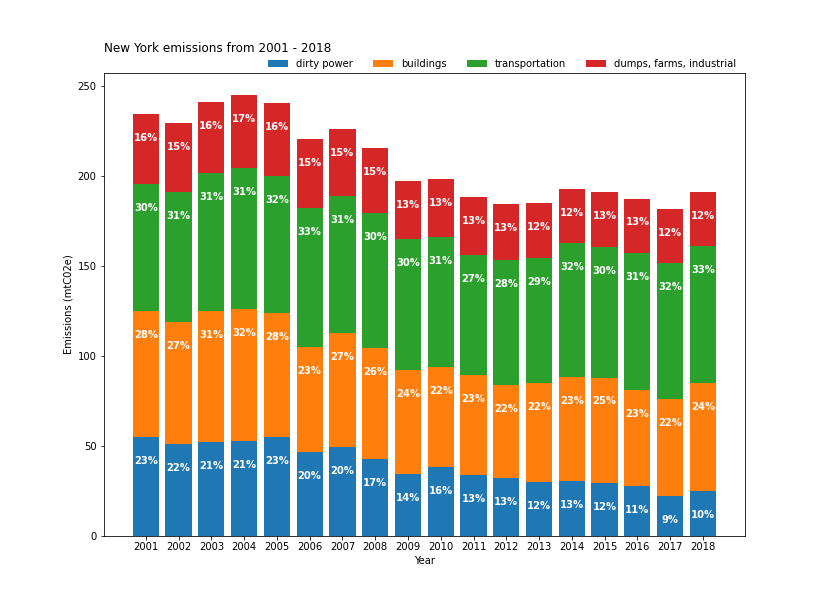 New York emissions from 2001 - 2018
dirty power buildings transportation dumps, farms, industrial
250
200
150
100
50
0
Emissions (mtC02e)
16% 15% 16% 17% 16% 15% 15% 15% 13% 13% 13% 13% 12% 12% 13% 13% 12% 12%
30% 31% 31% 31% 32% 33% 31% 30% 30% 31% 27% 28% 29% 32% 30% 31% 32% 33%
28% 27% 31% 32% 28% 23% 27% 26% 24% 22% 23% 22% 22% 23% 25% 23% 22% 24%
23% 22% 21% 21% 23% 20% 20% 17% 14% 16% 13% 13% 12% 13% 12% 11% 9% 10%
2001 2002 2003 2004 2005 2006 2007 2008 2009 2010 2011 2012 2013 2014 2015 2016 2017 2018
Year